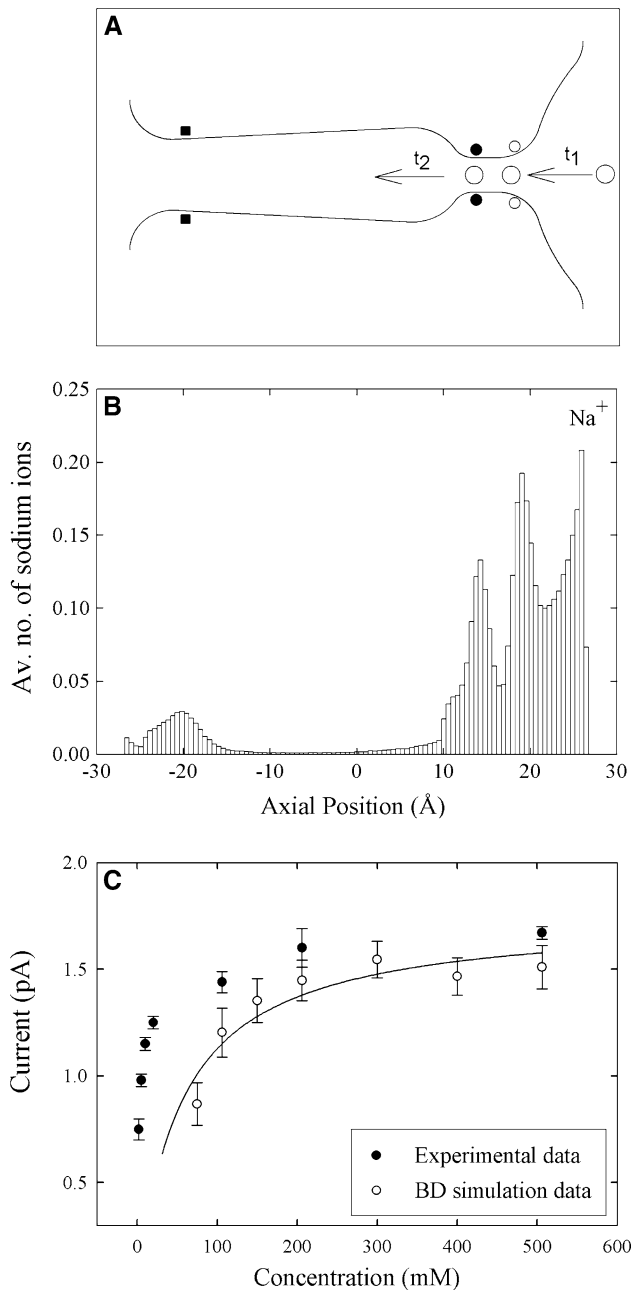 A
t2
t1
0.25
B
Na+
0.20
0.15
0.10
0.05
0.00
Av. no. of sodium ions
-30 -20 -10 0 10 20 30
Axial Position (Å)
2.0
C
1.5
1.0
0.5
Current (pA)
Experimental data
BD simulation data
0 100 200 300 400 500 600
Concentration (mM)